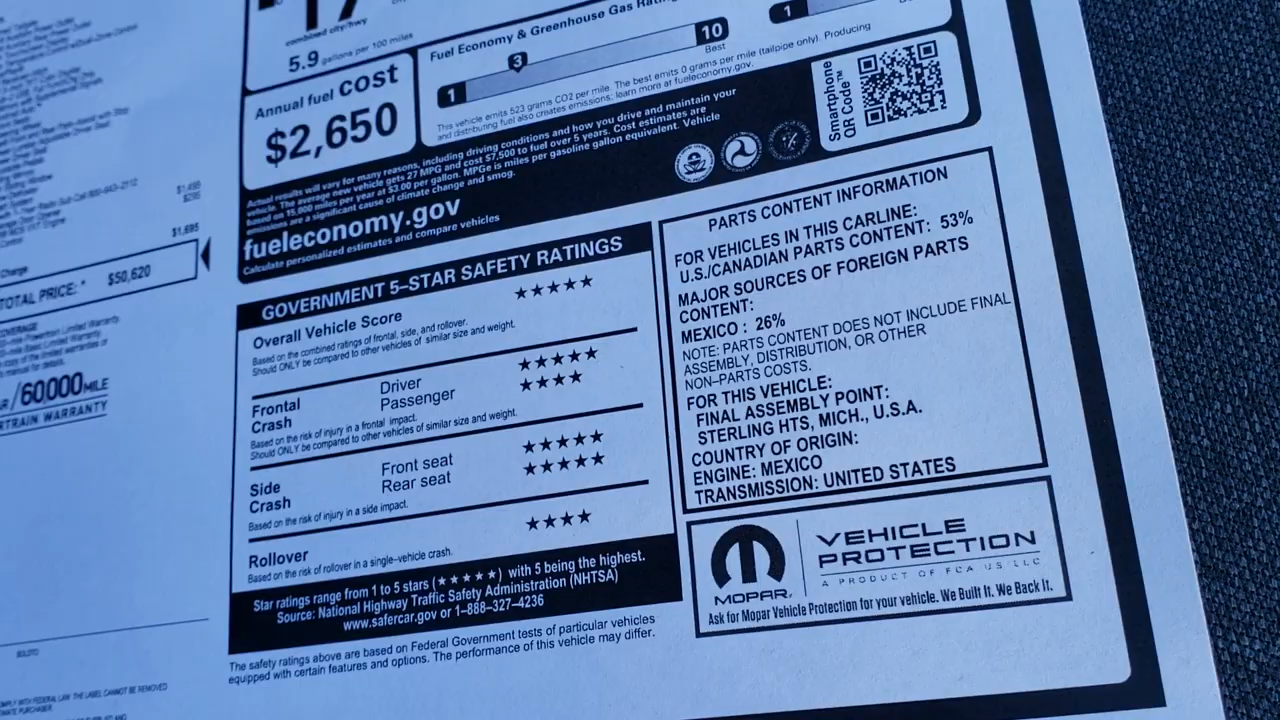 17
combined city/hwy
5.9 gallons per 100 miles
Annual fuel COST
$2,650
Fuel Economy & Greenhouse Gas
1
3
10
Best
1
This vehicle emits 523 grams CO2 per mile. The best emits 0 grams per mile (tailpipe only). Producing
and distributing fuel also creates emissions; learn more at fueleconomy.gov.
Smartphone
QR Code™
Actual results will vary for many reasons, including driving conditions and how you drive and maintain your
vehicle. The average new vehicle gets 27 MPG and cost $7,500 to fuel over 5 years. Cost estimates are
based on 15,000 miles per year at $3.00 per gallon. MPGe is miles per gasoline gallon equivalent. Vehicle
emissions are a significant cause of climate change and smog.
fueleconomy.gov
Calculate personalized estimates and compare vehicles
$1,495
$295
$1,695
TOTAL PRICE: * $50,620
/60000 MILE
WARRANTY
GOVERNMENT 5–STAR SAFETY RATINGS
Overall Vehicle Score ★★★★★
Based on the combined ratings of frontal, side, and rollover.
Should ONLY be compared to other vehicles of similar size and weight.
Frontal Driver ★★★★★
Crash Passenger ★★★★
Based on the risk of injury in a frontal impact.
Should ONLY be compared to other vehicles of similar size and weight.
Side Front seat ★★★★★
Crash Rear seat ★★★★★
Based on the risk of injury in a side impact.
Rollover ★★★★
Based on the risk of rollover in a single–vehicle crash.
Star ratings range from 1 to 5 stars (★★★★★) with 5 being the highest.
Source: National Highway Traffic Safety Administration (NHTSA)
www.safercar.gov or 1–888–327–4236
The safety ratings above are based on Federal Government tests of particular vehicles
equipped with certain features and options. The performance of this vehicle may differ.
PARTS CONTENT INFORMATION
FOR VEHICLES IN THIS CARLINE:
U.S./CANADIAN PARTS CONTENT: 53%
MAJOR SOURCES OF FOREIGN PARTS
CONTENT:
MEXICO : 26%
NOTE: PARTS CONTENT DOES NOT INCLUDE FINAL
ASSEMBLY, DISTRIBUTION, OR OTHER
NON–PARTS COSTS.
FOR THIS VEHICLE:
FINAL ASSEMBLY POINT:
STERLING HTS, MICH., U.S.A.
COUNTRY OF ORIGIN:
ENGINE: MEXICO
TRANSMISSION: UNITED STATES
MOPAR
VEHICLE
PROTECTION
A PRODUCT OF FCA US LLC
Ask for Mopar Vehicle Protection for your vehicle. We Built It. We Back It.